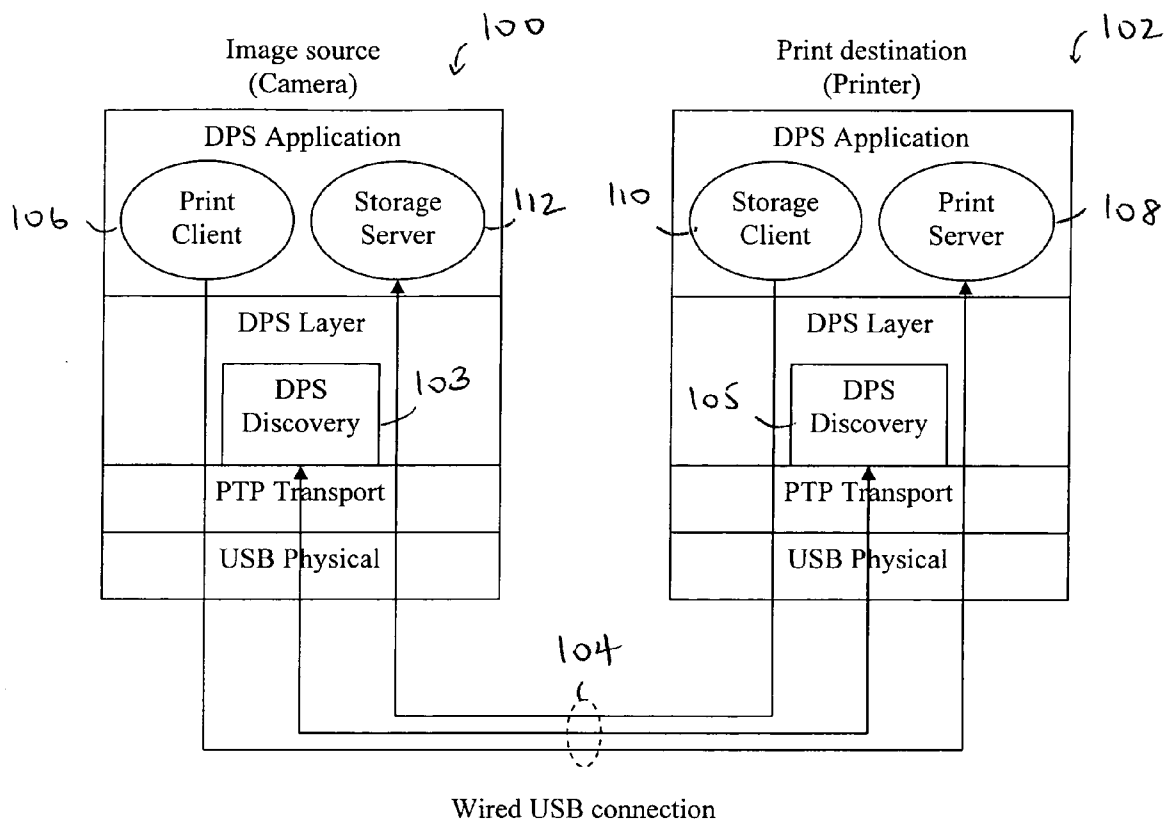 Image source
(Camera)
100
Print destination
(Printer)
102
DPS Application
Print
Client
Storage
Server
106
112
DPS Layer
DPS
Discovery
103
PTP Transport
USB Physical
DPS Application
Storage
Client
Print
Server
110
108
DPS Layer
DPS
Discovery
105
PTP Transport
USB Physical
104
Wired USB connection